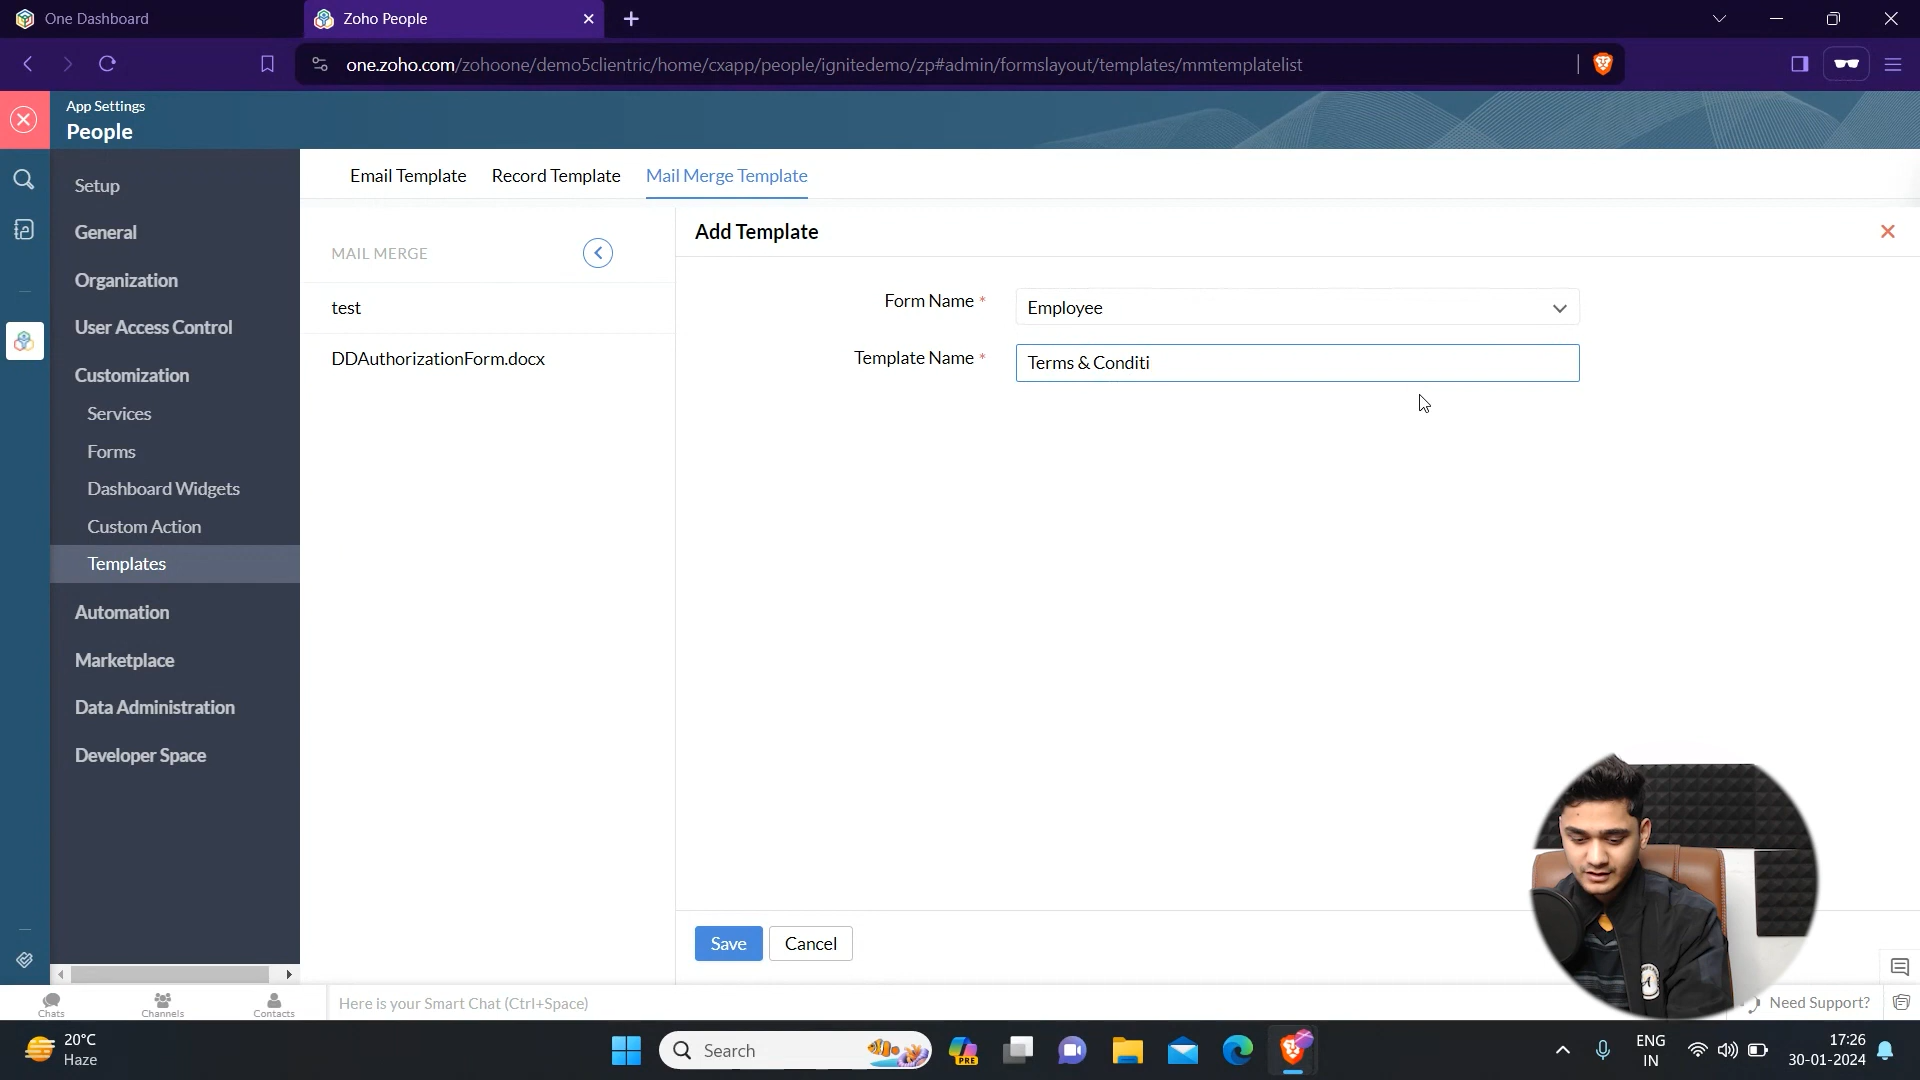 One Dashboard
Zoho People
one.zoho.com/zohoone/demo5clientric/home/cxapp/people/ignitedemo/zp#admin/formslayout/templates/mmtemplatelist
App Settings
People
Setup
General
Organization
User Access Control
Customization
Services
Forms
Dashboard Widgets
Custom Action
Templates
Automation
Marketplace
Data Administration
Developer Space
Email Template Record Template Mail Merge Template
MAIL MERGE
test
DDAuthorizationForm.docx
Add Template
Form Name *
Employee
Template Name *
Terms & Conditi
Save Cancel
Chats Channels Contacts
Here is your Smart Chat (Ctrl+Space)
Need Support?
20°C
Haze
Search
PRE
ENG
IN
17:26
30-01-2024